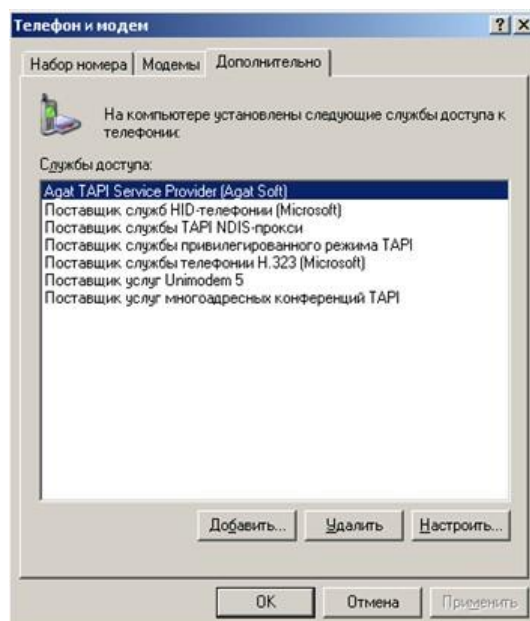 Телефон и модем
Набор номера
Модемы
Дополнительно
На компьютере установлены следующие службы доступа к
телефонии:
Службы доступа:
Agat TAPI Service Provider (Agat Soft)
Поставщик служб HID-телефонии (Microsoft)
Поставщик службы TAPI NDIS-прокси
Поставщик службы привилегированного режима TAPI
Поставщик службы телефонии H.323 (Microsoft)
Поставщик услуг Unimodem 5
Поставщик услуг многоадресных конференций TAPI
Добавить...
Удалить
Настроить...
OK
Отмена
Применить